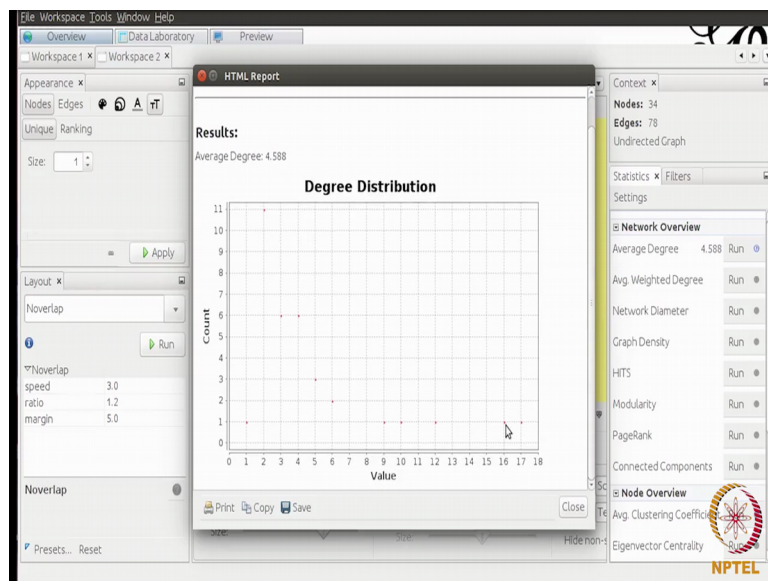 File Workspace Tools Window Help
Overview Data Laboratory Preview
Workspace 1 × Workspace 2 ×
Appearance ×
Nodes Edges
Unique Ranking
Size: 1
= Apply
Layout ×
Noverlap
Run
Noverlap
speed 3.0
ratio 1.2
margin 5.0
Noverlap
Presets... Reset
HTML Report
Results:
Average Degree: 4.588
Degree Distribution
11
10
9
8
7
6
5
4
3
2
1
0
Count
0 1 2 3 4 5 6 7 8 9 10 11 12 13 14 15 16 17 18
Value
Print Copy Save Close
Size: Size: Hide non-s
Context ×
Nodes: 34
Edges: 78
Undirected Graph
Statistics × Filters
Settings
Network Overview
Average Degree 4.588 Run
Avg. Weighted Degree Run
Network Diameter Run
Graph Density Run
HITS Run
Modularity Run
PageRank Run
Connected Components Run
Node Overview
Avg. Clustering Coefficie
Eigenvector Centrality Run
NPTEL